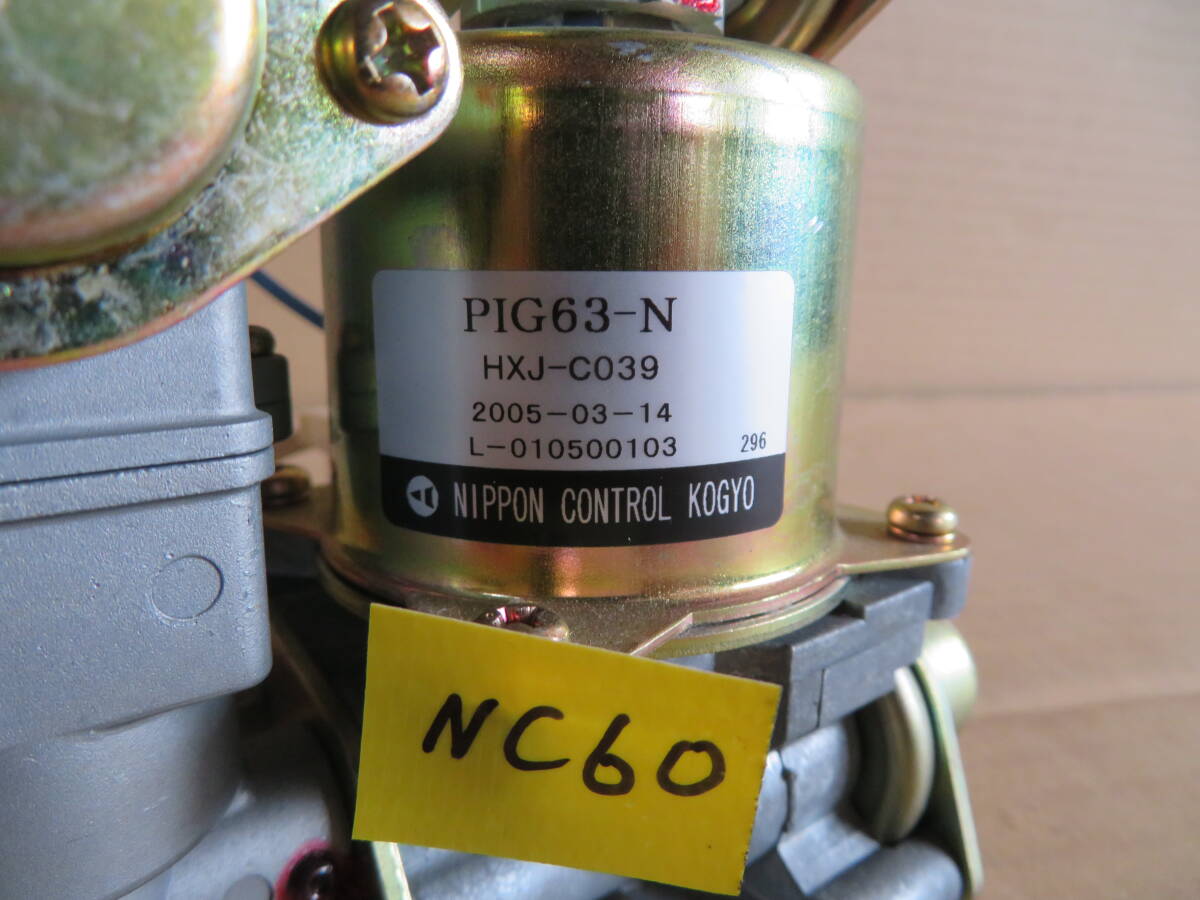 PIG63-N
HXJ-C039
2005-03-14
L-010500103 296
NIPPON CONTROL KOGYO
NC60